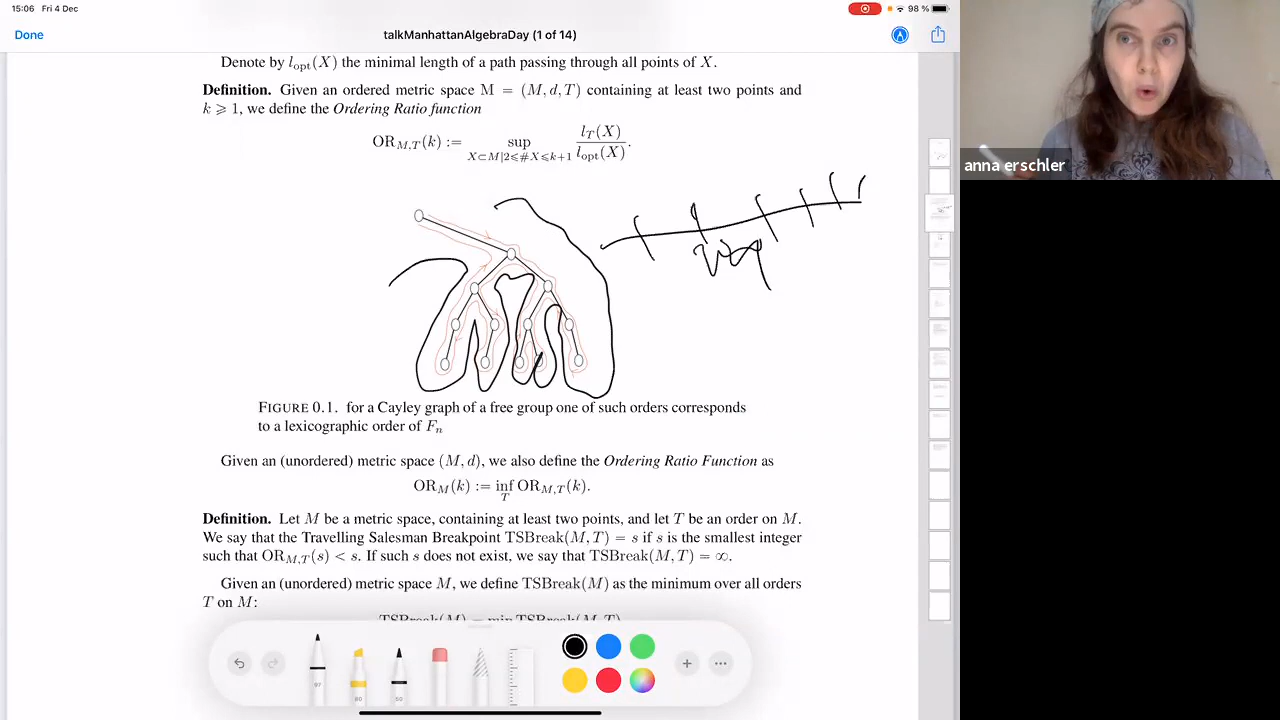 15:06 Fri 4 Dec
98 %
Done
talkManhattanAlgebraDay (1 of 14)
Denote by l_opt(X) the minimal length of a path passing through all points of X.
Definition. Given an ordered metric space M = (M, d, T) containing at least two points and
k ⩾ 1, we define the Ordering Ratio function
OR_{M,T}(k) := sup_{X⊂M|2⩽#X⩽k+1} l_T(X) / l_opt(X).
FIGURE 0.1. for a Cayley graph of a free group one of such orders corresponds
to a lexicographic order of F_n
Given an (unordered) metric space (M, d), we also define the Ordering Ratio Function as
OR_M(k) := inf_T OR_{M,T}(k).
Definition. Let M be a metric space, containing at least two points, and let T be an order on M.
We say that the Travelling Salesman Breakpoint TSBreak(M, T) = s if s is the smallest integer
such that OR_{M,T}(s) < s. If such s does not exist, we say that TSBreak(M, T) = ∞.
Given an (unordered) metric space M, we define TSBreak(M) as the minimum over all orders
T on M:
TSBreak(M) = min TSBreak(M, T)
97
80
50
anna erschler